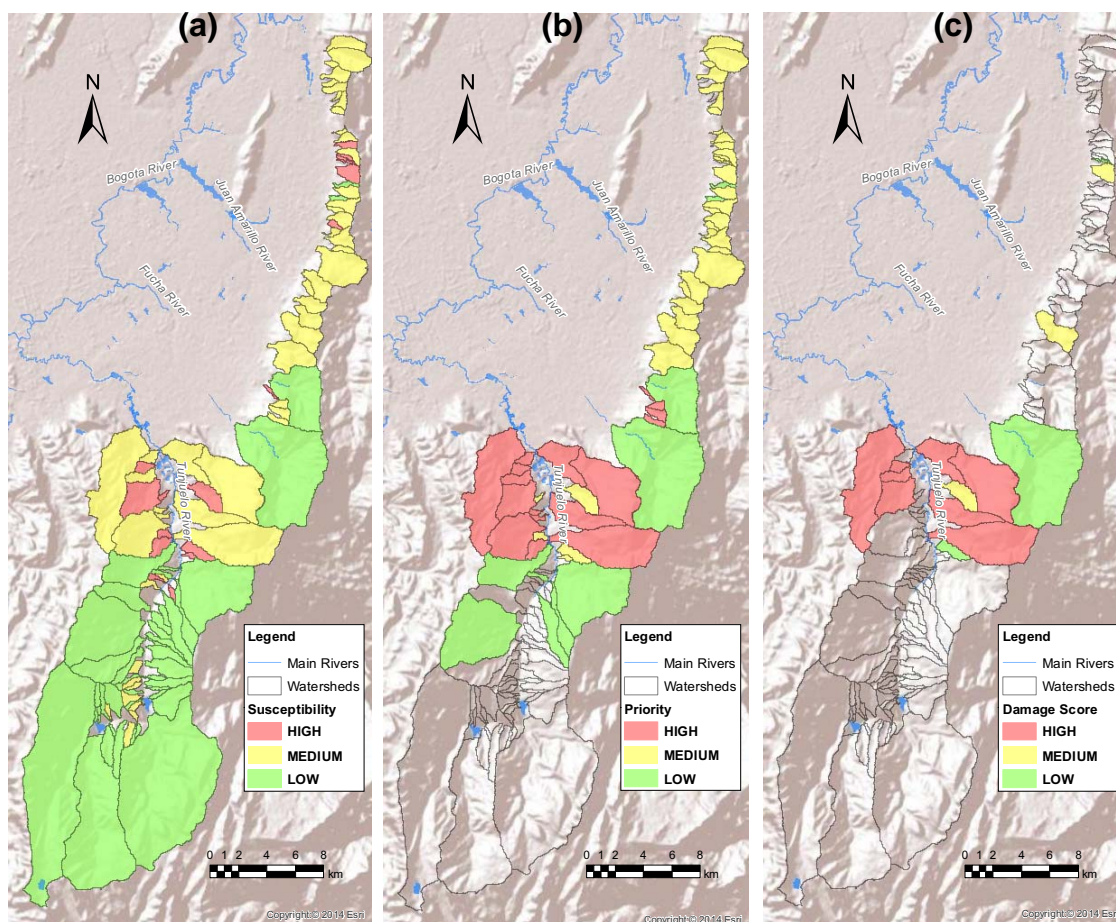 (a)
N
Bogota River
Juan Amarillo River
Fucha River
Tunjuelo River
Legend
Main Rivers
Watersheds
Susceptibility
HIGH
MEDIUM
LOW
0 1 2 4 6 8
km
Copyright:© 2014 Esri
(b)
N
Bogota River
Juan Amarillo River
Fucha River
Tunjuelo River
Legend
Main Rivers
Watersheds
Priority
HIGH
MEDIUM
LOW
0 1 2 4 6 8
km
Copyright:© 2014 Esri
(c)
N
Bogota River
Juan Amarillo River
Fucha River
Tunjuelo River
Legend
Main Rivers
Watersheds
Damage Score
HIGH
MEDIUM
LOW
0 1 2 4 6 8
km
Copyright:© 2014 Esri